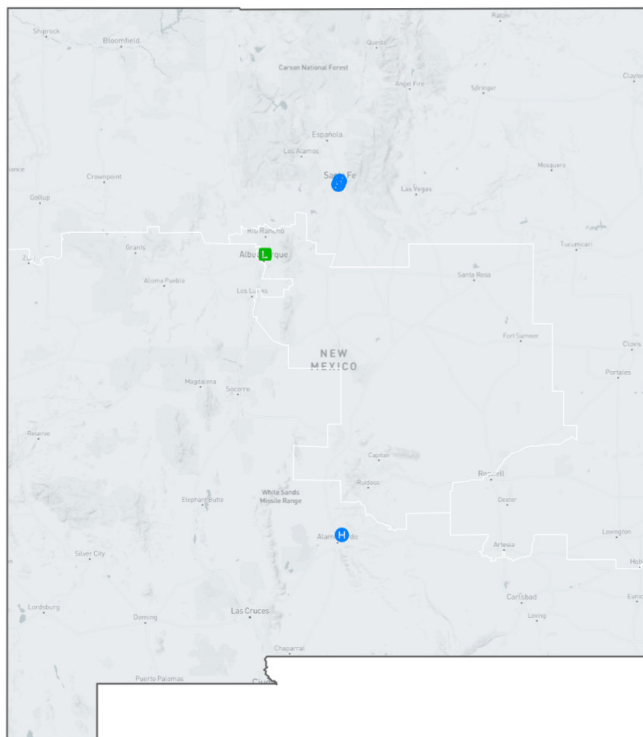 Raton
Shiprock
Bloomfield
Questa
Carson National Forest
Clayton
Angel Fire
Springer
Española
Los Alamos
Mosquero
Santa Fe
Crownpoint
Las Vegas
Gallup
Rio Rancho
Tucumcari
Grants
Albuquerque
L
Santa Rosa
Acoma Pueblo
Los Lunas
Fort Sumner
Clovis
NEW
MEXICO
Portales
Magdalena
Socorro
Reserve
Capitan
Roswell
Ruidoso
White Sands
Missile Range
Elephant Butte
Dexter
Lovington
H
Alamogordo
Artesia
Silver City
Hob
Eunic
Carlsbad
Lordsburg
Las Cruces
Deming
Loving
Chaparral
Puerto Palomas
Ciu